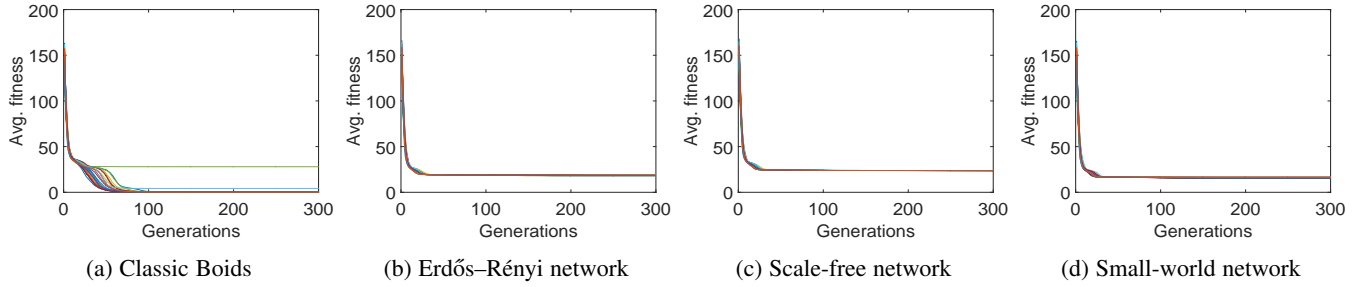 200
150
100
50
0
Avg. fitness
0 100 200 300
Generations
(a) Classic Boids
200
150
100
50
0
Avg. fitness
0 100 200 300
Generations
(b) Erdős–Rényi network
200
150
100
50
0
Avg. fitness
0 100 200 300
Generations
(c) Scale-free network
200
150
100
50
0
Avg. fitness
0 100 200 300
Generations
(d) Small-world network